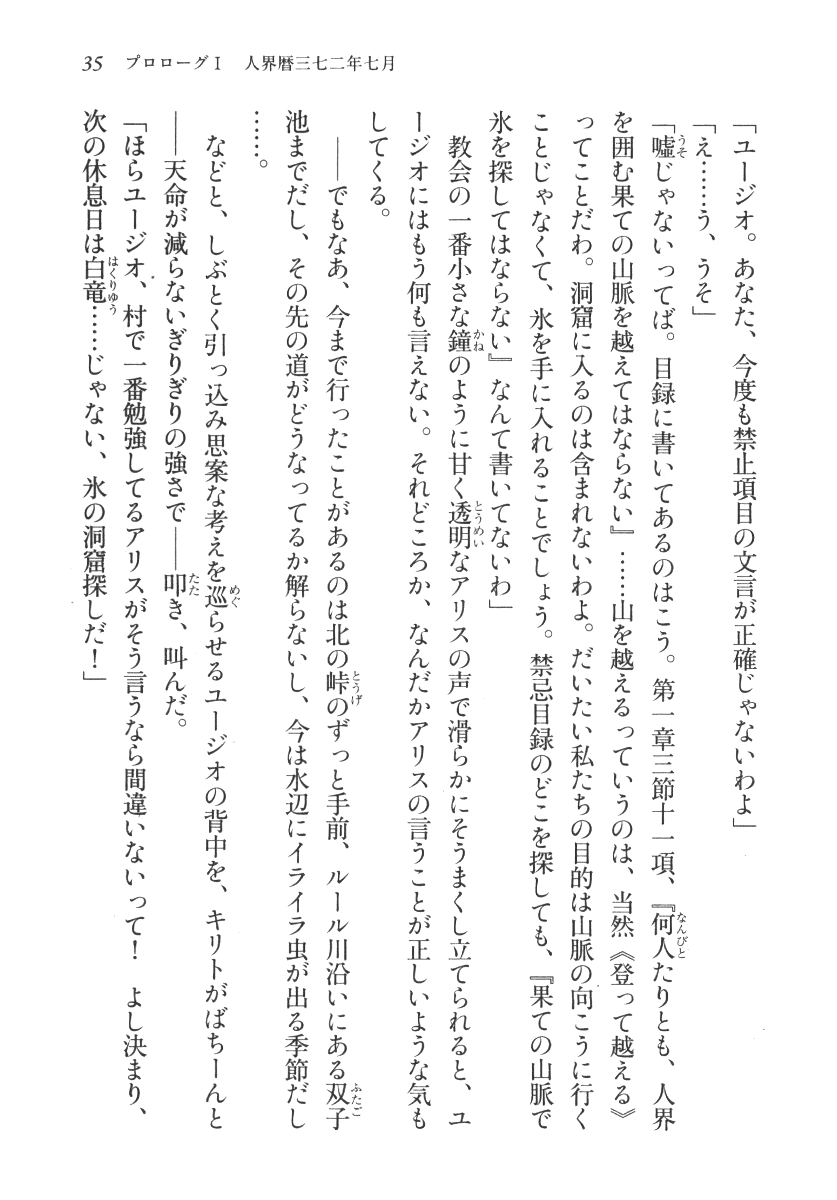 35　プロローグⅠ　人界暦三七二年七月
「ユージオ。あなた、今度も禁止項目の文言が正確じゃないわよ」
「え……う、うそ」
「嘘じゃないってば。目録に書いてあるのはこう。第一章三節十一項、『何人たりとも、人界
を囲む果ての山脈を越えてはならない』……山を越えるっていうのは、当然《登って越える》
ってことだわ。洞窟に入るのは含まれないわよ。だいたい私たちの目的は山脈の向こうに行く
ことじゃなくて、氷を手に入れることでしょう。禁忌目録のどこを探しても、『果ての山脈で
氷を探してはならない』なんて書いてないわ」
　教会の一番小さな鐘のように甘く透明なアリスの声で滑らかにそうまくし立てられると、ユ
ージオにはもう何も言えない。それどころか、なんだかアリスの言うことが正しいような気も
してくる。
　――でもなあ、今まで行ったことがあるのは北の峠のずっと手前、ルール川沿いにある双子
池までだし、その先の道がどうなってるか解らないし、今は水辺にイライラ虫が出る季節だし
……。
　などと、しぶとく引っ込み思案な考えを巡らせるユージオの背中を、キリトがばちーんと
――天命が減らないぎりぎりの強さで――叩き、叫んだ。
「ほらユージオ、村で一番勉強してるアリスがそう言うなら間違いないって！　よし決まり、
次の休息日は白竜……じゃない、氷の洞窟探しだ！」